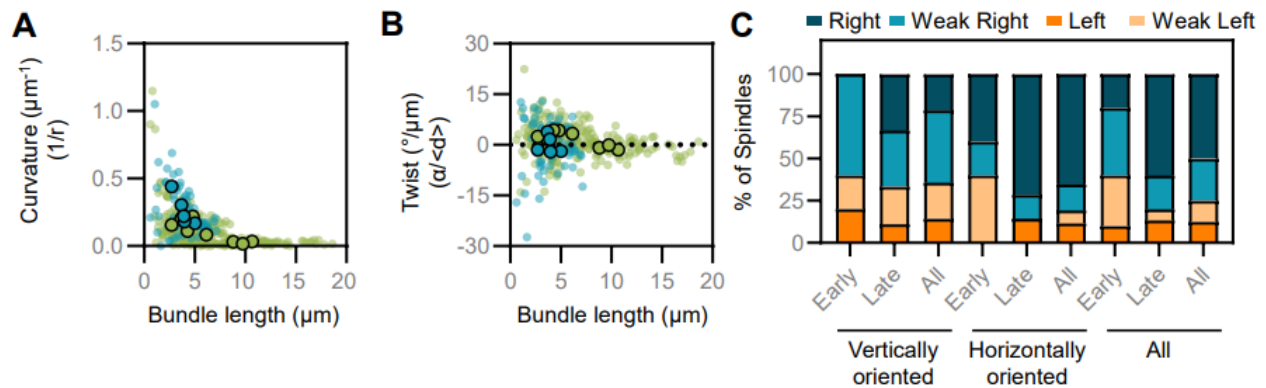 A
Curvature (µm⁻¹)
(1/r)
1.5
1.0
0.5
0.0
0 5 10 15 20
Bundle length (µm)
B
Twist (°/µm)
(α/<d>)
30
15
0
-15
-30
0 5 10 15 20
Bundle length (µm)
C
Right Weak Right Left Weak Left
% of Spindles
100
75
50
25
0
Early Late All Early Late All Early Late All
Vertically
oriented
Horizontally
oriented
All